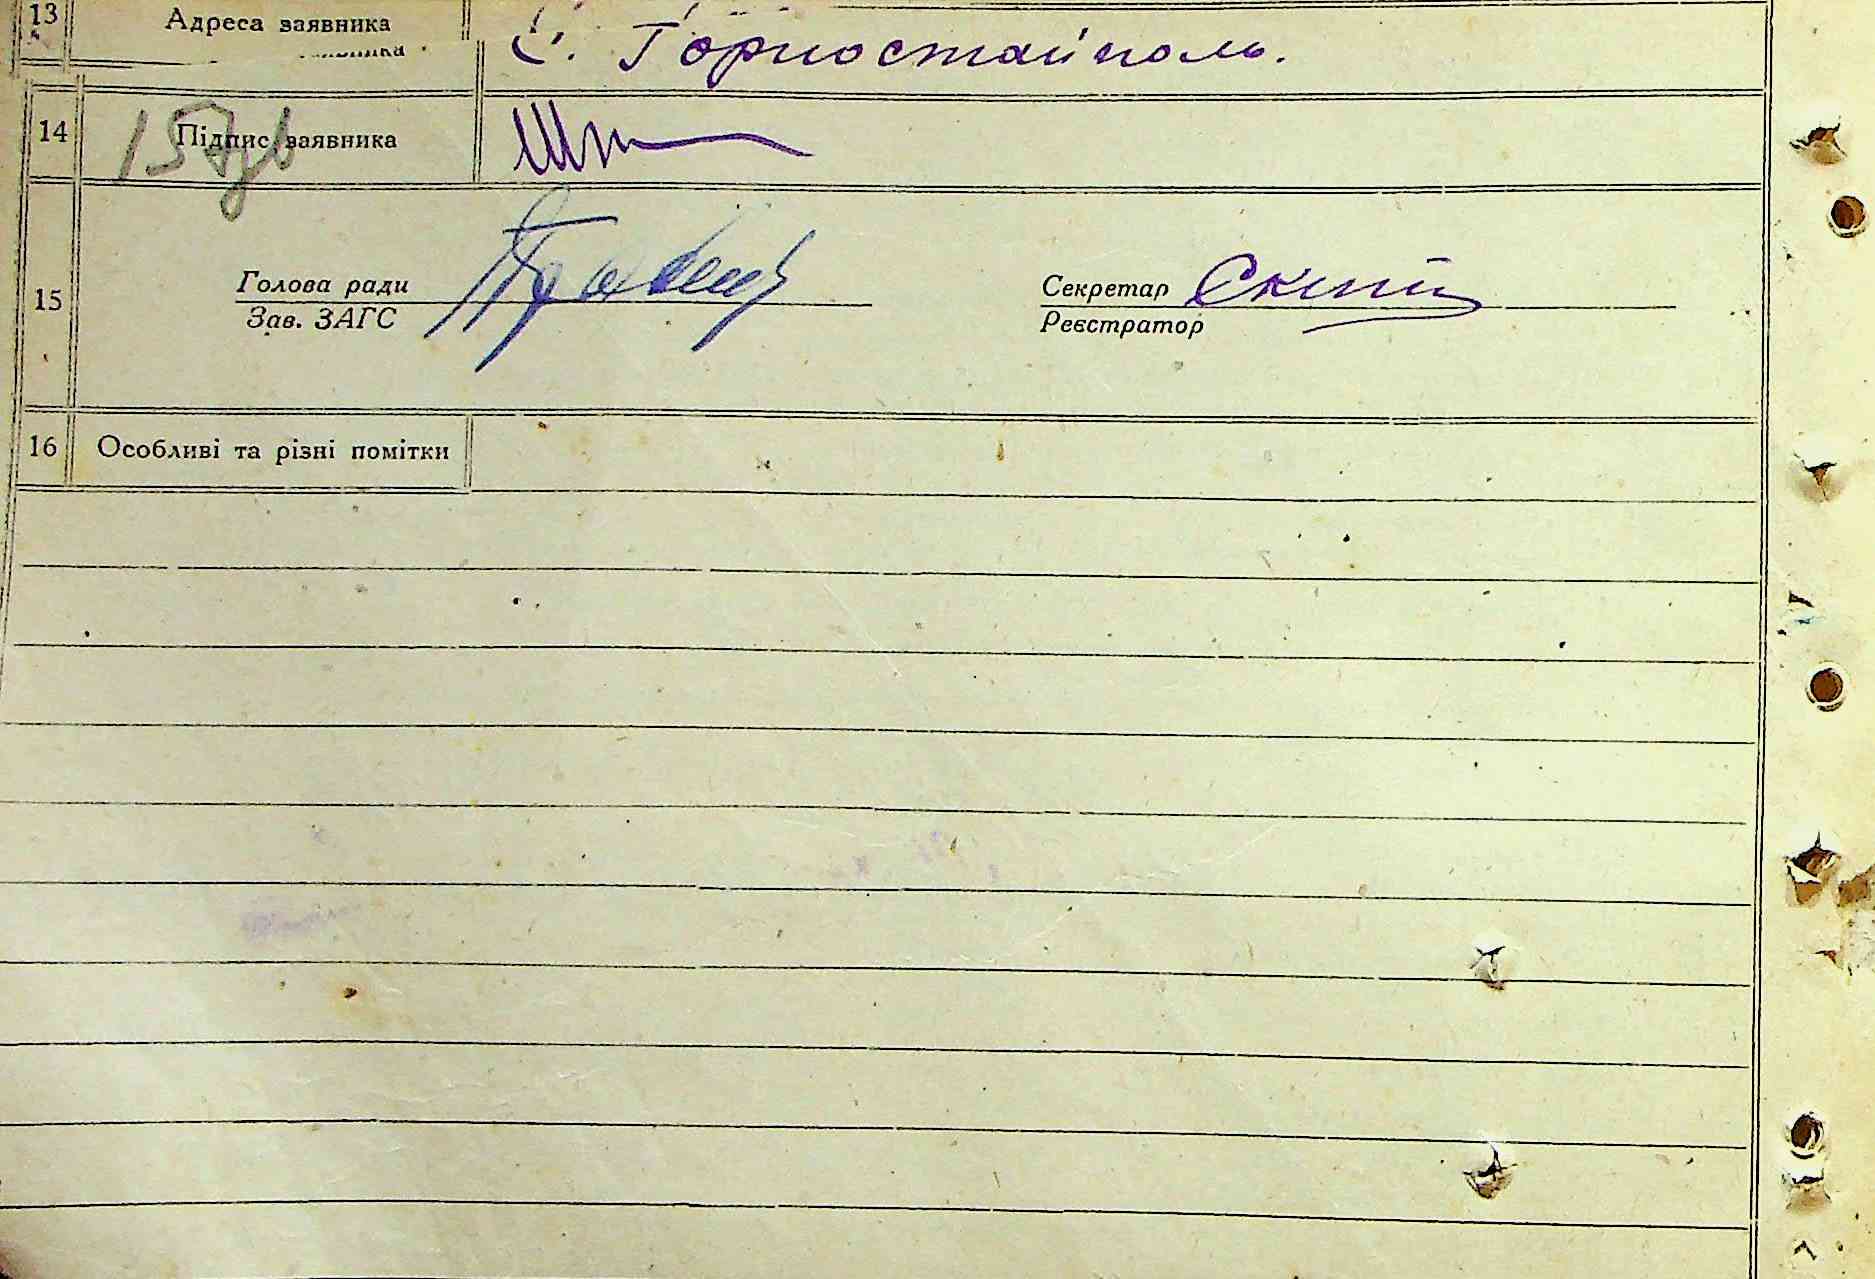 13 Адреса заявника с. Горностайполь.
14 Підпис заявника
15
Голова ради Секретар
Зав. ЗАГС Реєстратор
16 Особливі та різні помітки